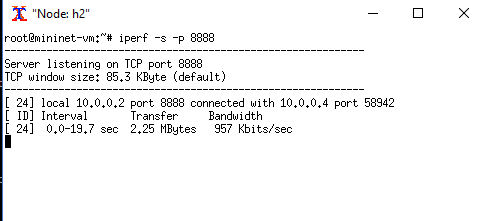 "Node: h2"
root@mininet-vm:~# iperf -s -p 8888
------------------------------------------------------------
Server listening on TCP port 8888
TCP window size: 85.3 KByte (default)
------------------------------------------------------------
[ 24] local 10.0.0.2 port 8888 connected with 10.0.0.4 port 58942
[ ID] Interval       Transfer     Bandwidth
[ 24]  0.0-19.7 sec  2.25 MBytes   957 Kbits/sec